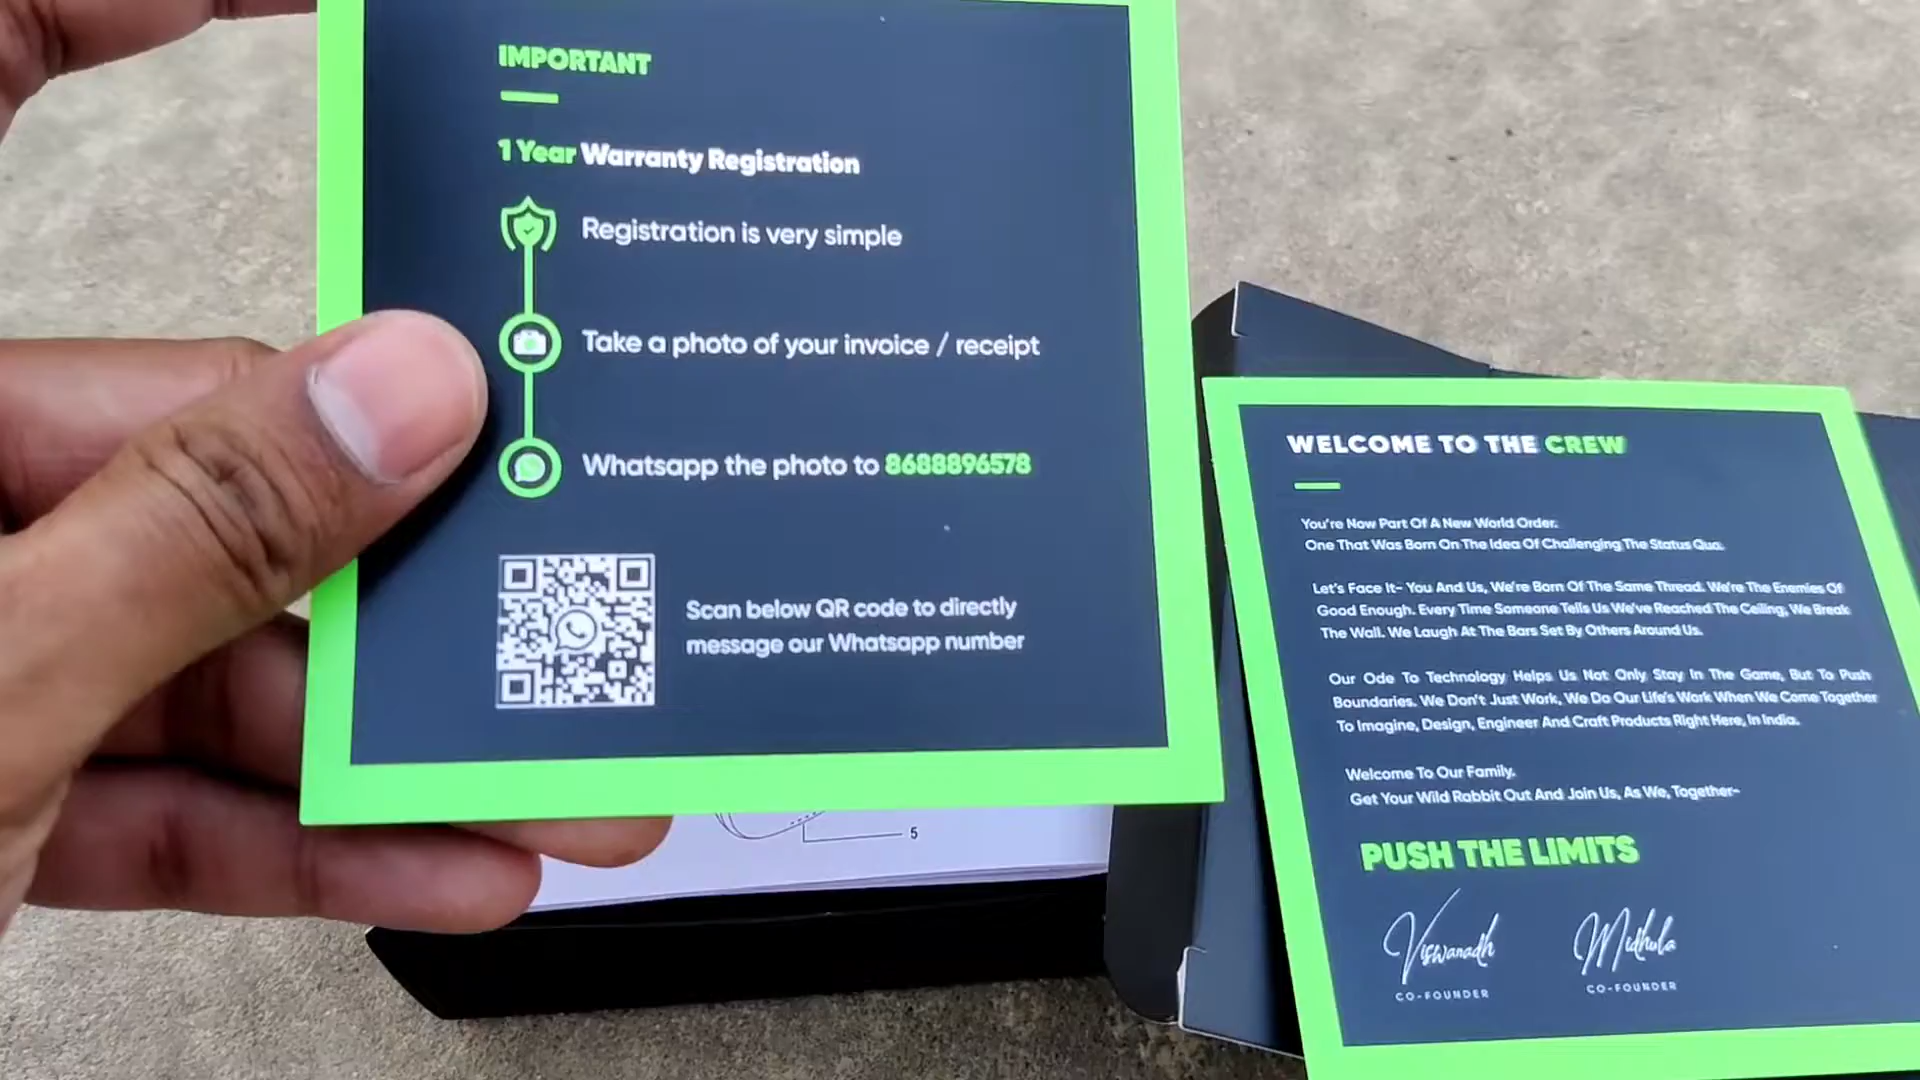 IMPORTANT
1 Year Warranty Registration
Registration is very simple
Take a photo of your invoice / receipt
Whatsapp the photo to 8688896578
Scan below QR code to directly
message our Whatsapp number
5
WELCOME TO THE CREW
You're Now Part Of A New World Order.
One That Was Born On The Idea Of Challenging The Status Quo.
Let's Face It- You And Us, We're Born Of The Same Thread. We're The Enemies Of
Good Enough. Every Time Someone Tells Us We've Reached The Ceiling, We Break
The Wall. We Laugh At The Bars Set By Others Around Us.
Our Ode To Technology Helps Us Not Only Stay In The Game, But To Push
Boundaries. We Don't Just Work, We Do Our Life's Work When We Come Together
To Imagine, Design, Engineer And Craft Products Right Here, In India.
Welcome To Our Family.
Get Your Wild Rabbit Out And Join Us, As We, Together-
PUSH THE LIMITS
Viswanadh
CO-FOUNDER
Midhula
CO-FOUNDER